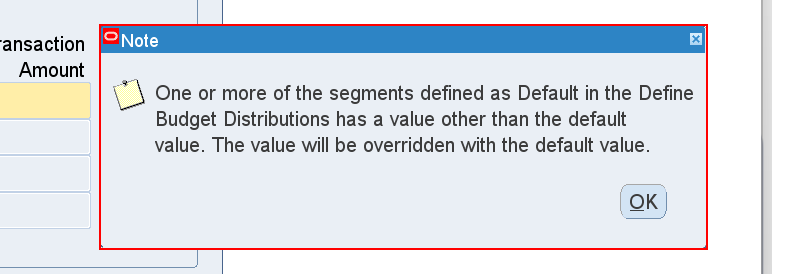 ransaction
Amount
Note
One or more of the segments defined as Default in the Define
Budget Distributions has a value other than the default
value. The value will be overridden with the default value.
OK